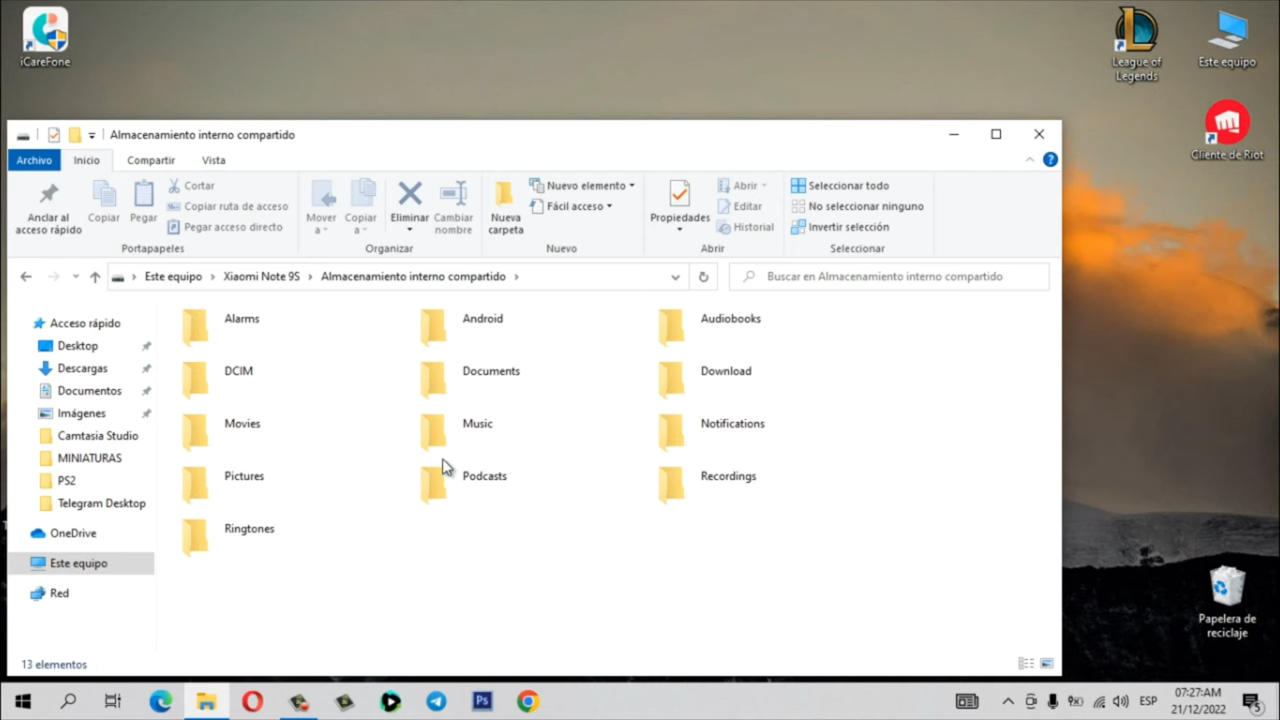 iCareFone
League of
Legends
Este equipo
Cliente de Riot
Almacenamiento interno compartido
Archivo
Inicio
Compartir
Vista
Anclar al
acceso rápido
Copiar
Pegar
Cortar
Copiar ruta de acceso
Pegar acceso directo
Portapapeles
Mover
a
Copiar
a
Eliminar
Cambiar
nombre
Organizar
Nueva
carpeta
Nuevo elemento
Fácil acceso
Nuevo
Propiedades
Abrir
Editar
Historial
Abrir
Seleccionar todo
No seleccionar ninguno
Invertir selección
Seleccionar
Este equipo > Xiaomi Note 9S > Almacenamiento interno compartido >
Buscar en Almacenamiento interno compartido
Acceso rápido
Desktop
Descargas
Documentos
Imágenes
Camtasia Studio
MINIATURAS
PS2
Telegram Desktop
OneDrive
Este equipo
Red
Alarms
Android
Audiobooks
DCIM
Documents
Download
Movies
Music
Notifications
Pictures
Podcasts
Recordings
Ringtones
13 elementos
Papelera de
reciclaje
Ps
ESP
07:27 AM
21/12/2022
5